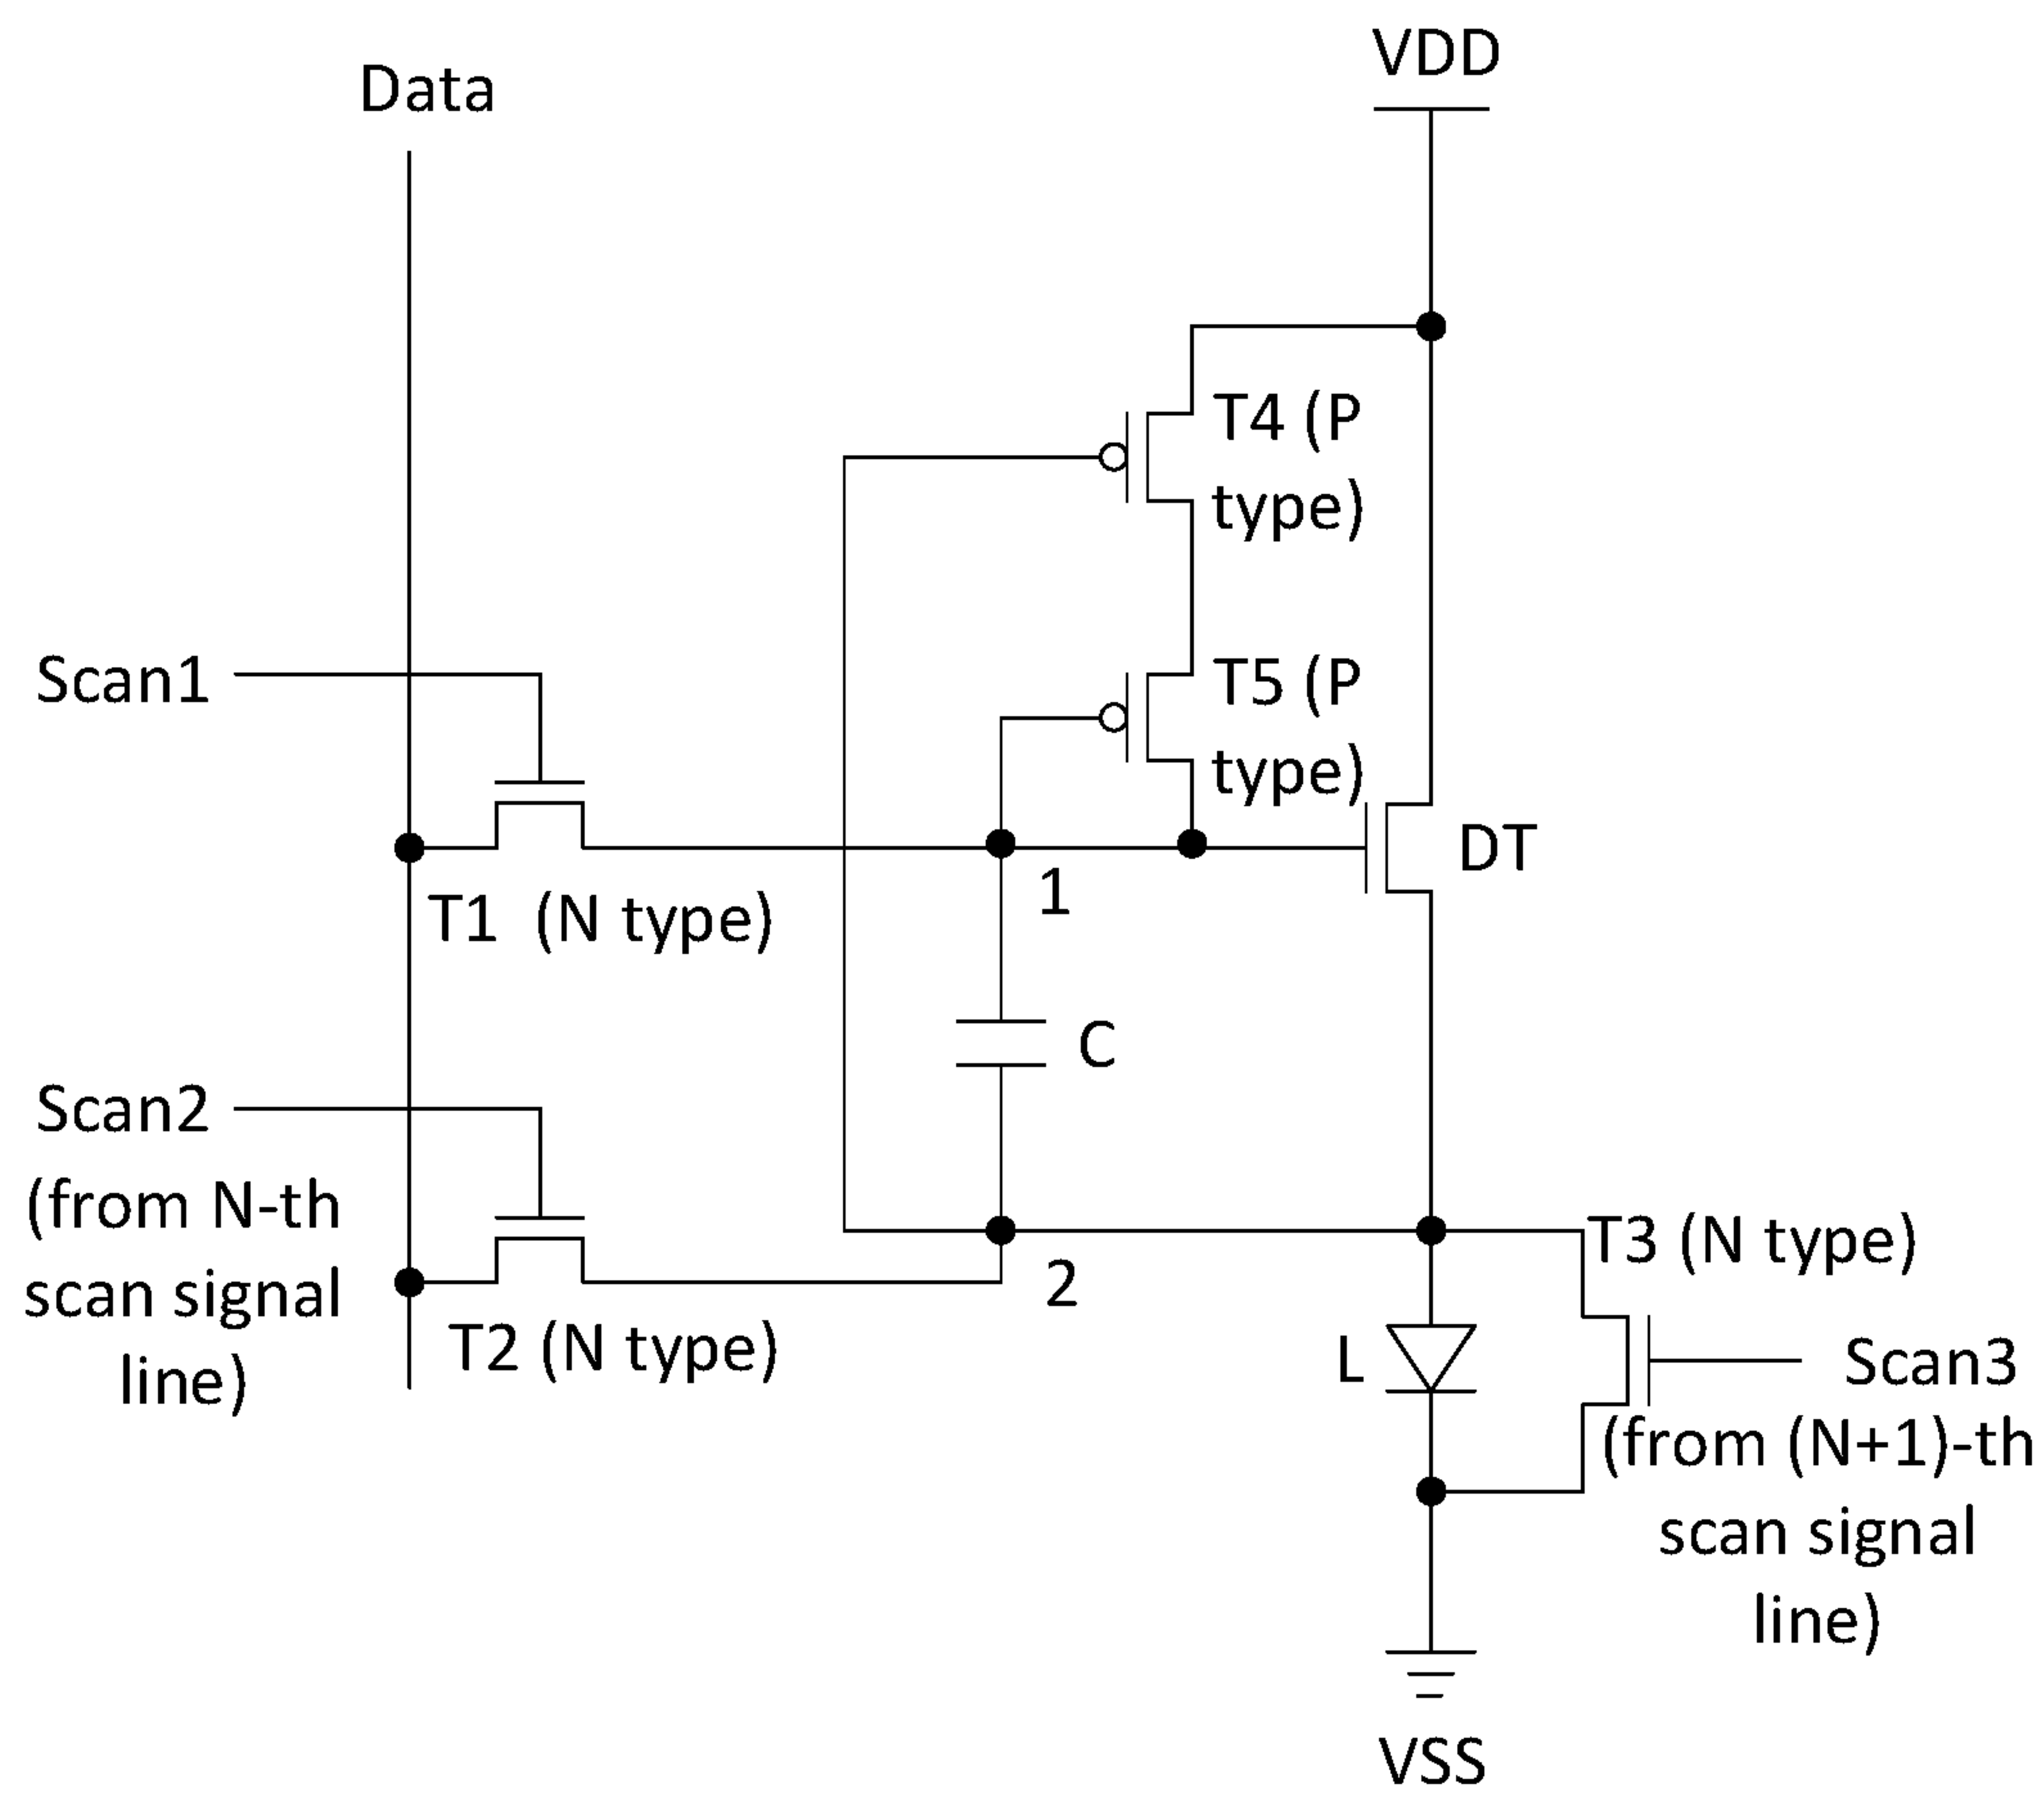 VDD
Data
T4 (P
type)
Scan1
T5 (P
type)
DT
1
T1 (N type)
C
Scan2
(from N-th
scan signal
line)
2
T2 (N type)
T3 (N type)
L
Scan3
(from (N+1)-th
scan signal
line)
VSS